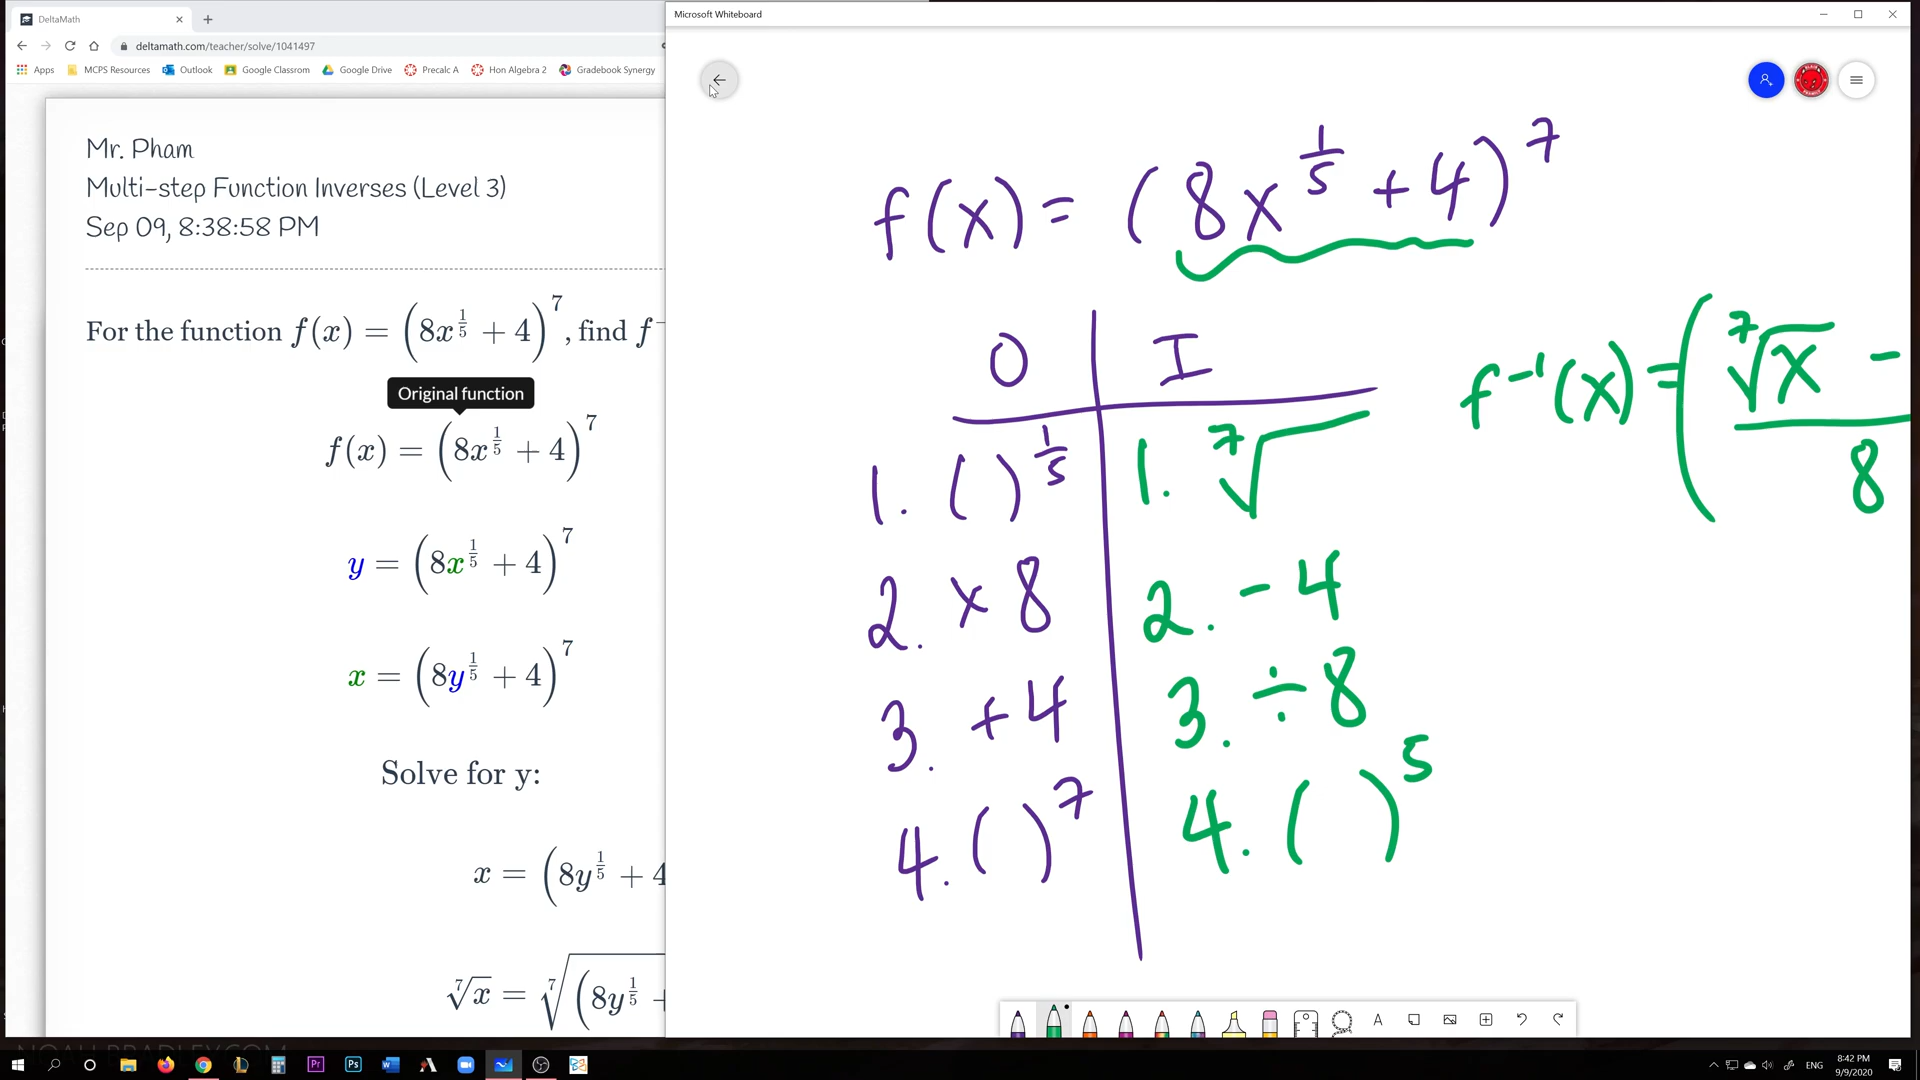 DeltaMath
deltamath.com/teacher/solve/1041497
Apps MCPS Resources Outlook Google Classrom Google Drive Precalc A Hon Algebra 2 Gradebook Synergy
Mr. Pham
Multi-step Function Inverses (Level 3)
Sep 09, 8:38:58 PM
For the function f(x) = (8x^{1/5} + 4)^7, find f^-
Original function
f(x) = (8x^{1/5} + 4)^7
y = (8x^{1/5} + 4)^7
x = (8y^{1/5} + 4)^7
Solve for y:
x = (8y^{1/5} + 4
⁷√x = ⁷√(8y^{1/5} +
Microsoft Whiteboard
f(x) = (8x^{1/5} + 4)^7
O I
1. ( )^{1/5} 1. ⁷√
2. × 8 2. - 4
3. + 4 3. ÷ 8
4. ( )^7 4. ( )^5
f^{-1}(x) = (⁷√x -
8
A
Pr Ps
ENG
8:42 PM
9/9/2020